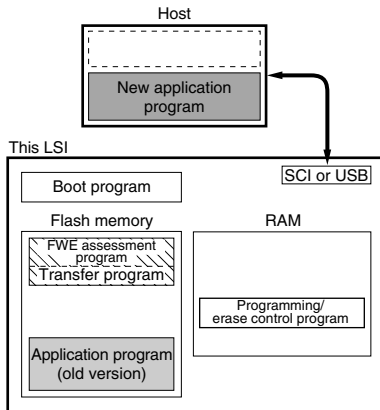 Host
New application
program
This LSI
SCI or USB
Boot program
Flash memory
RAM
FWE assessment
program
Transfer program
Programming/
erase control program
Application program
(old version)